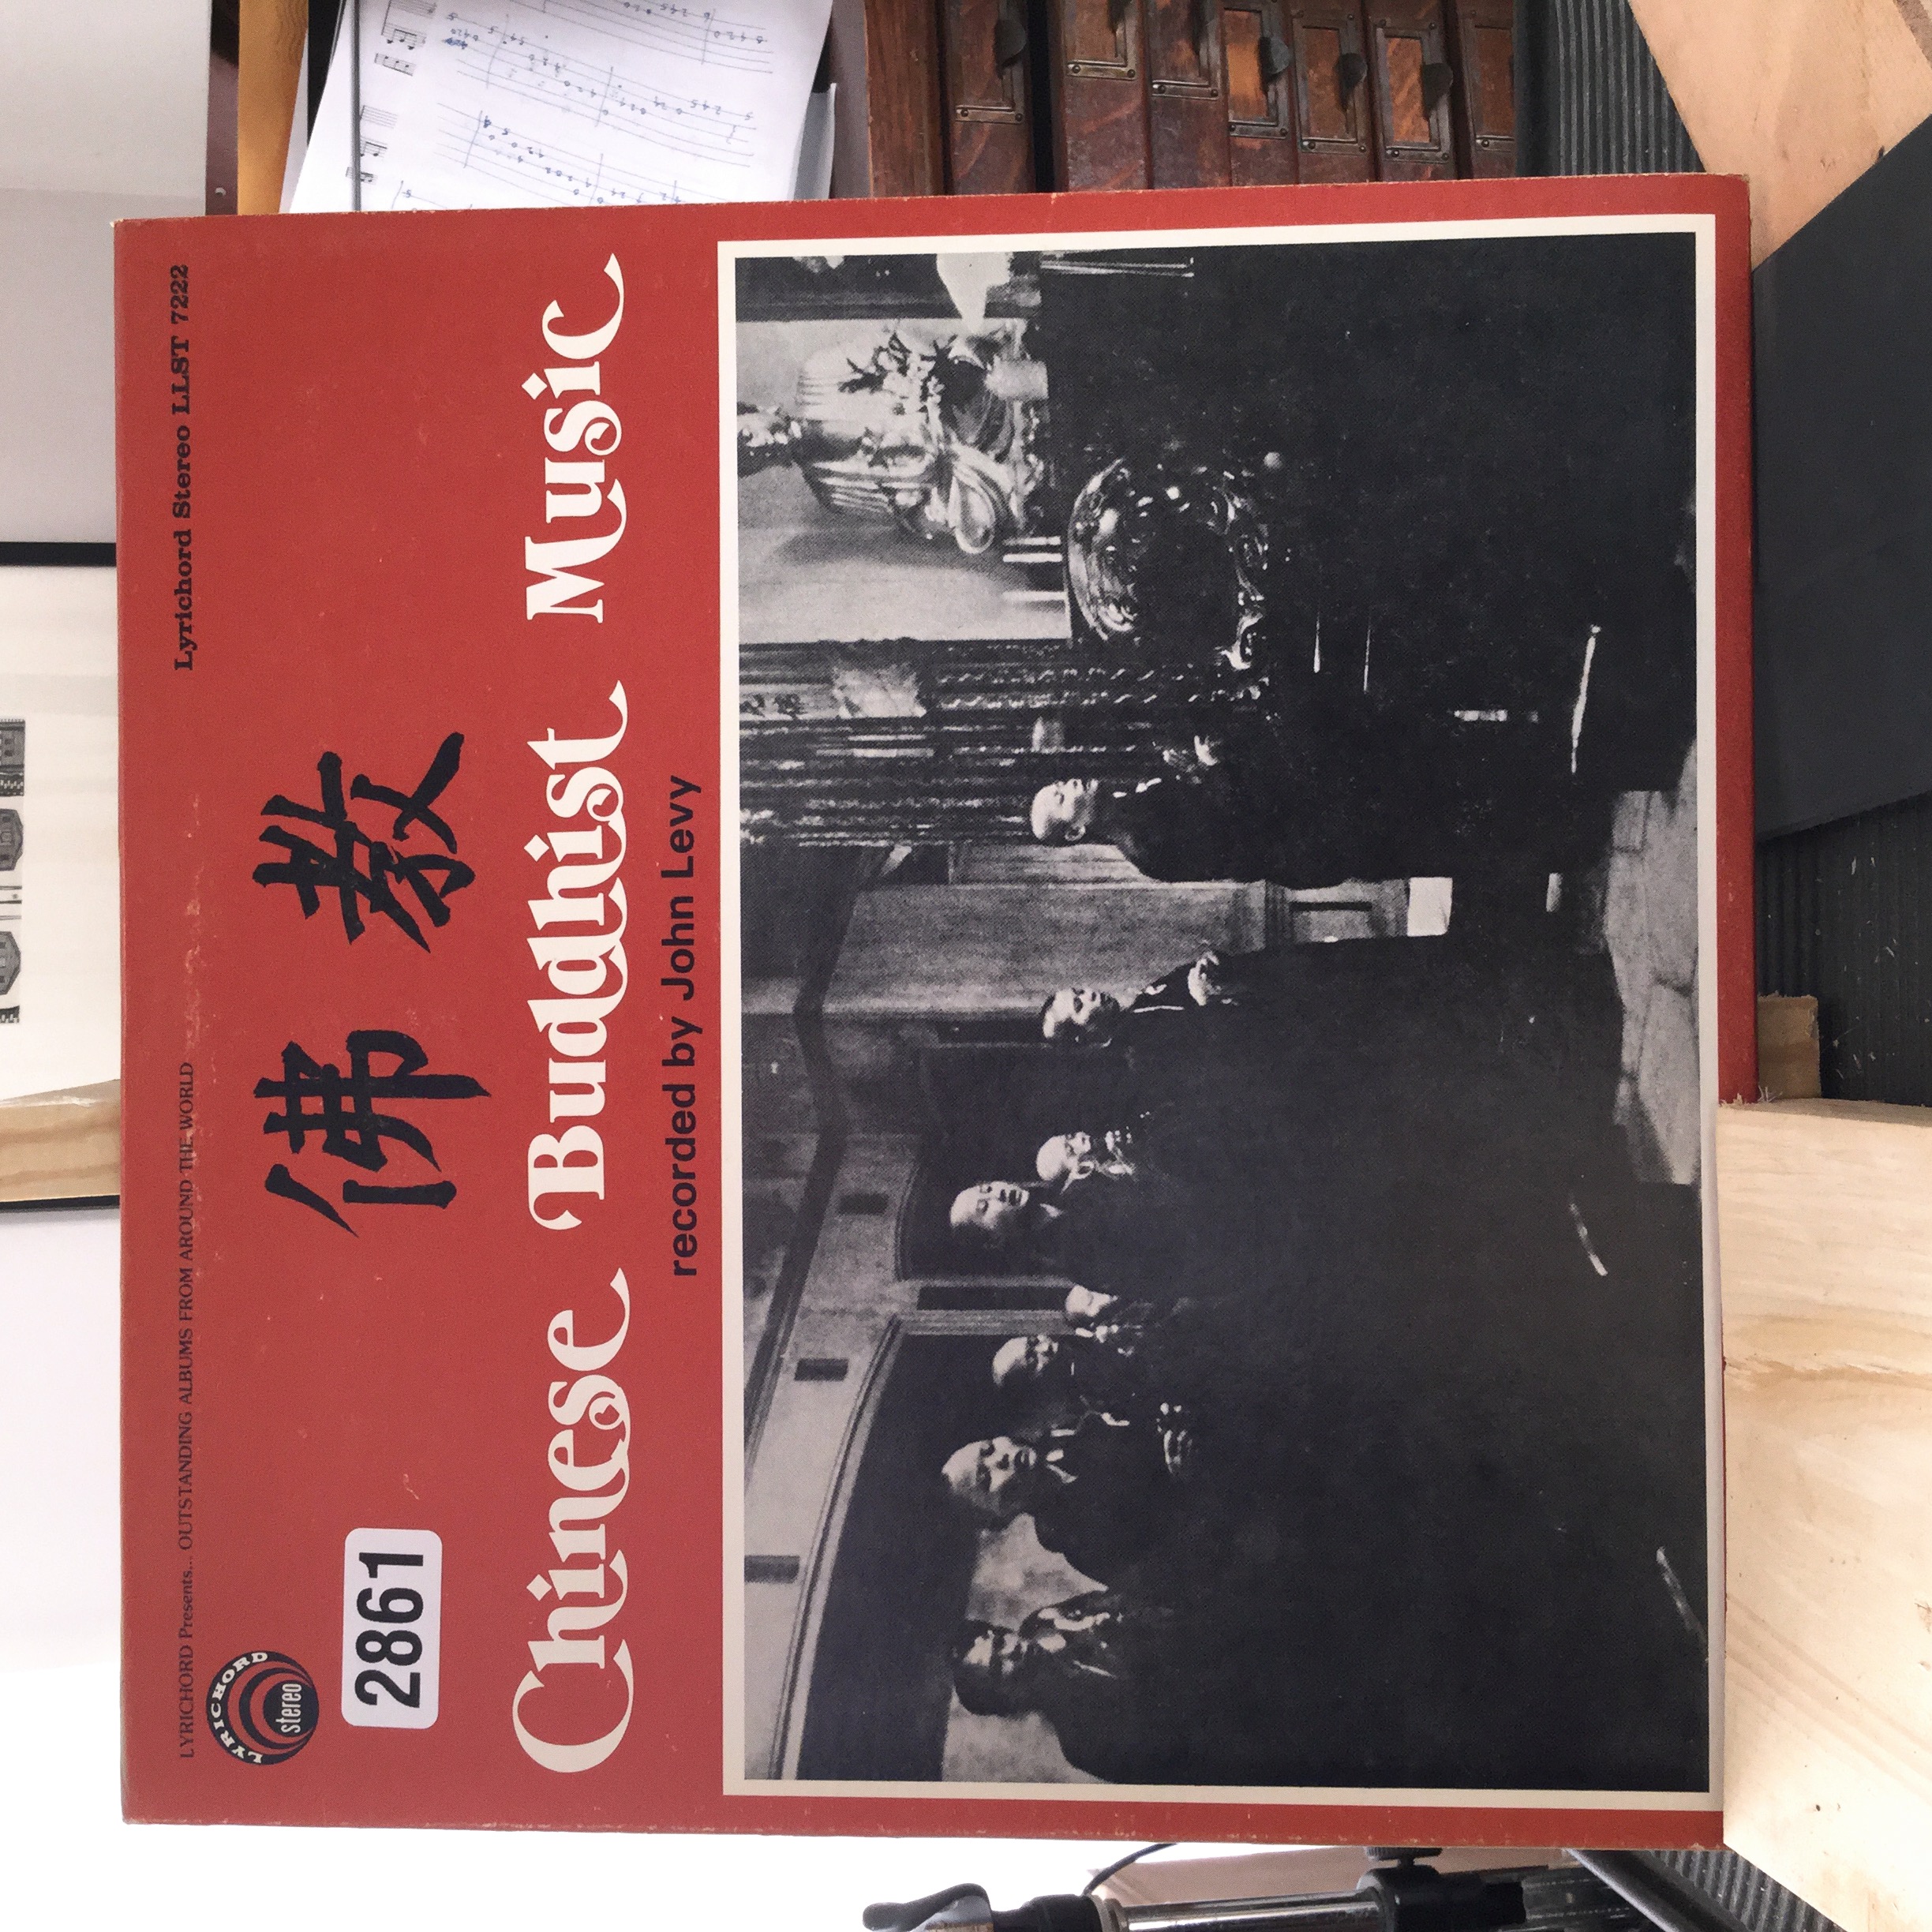 LYRICHORD Presents... OUTSTANDING ALBUMS FROM AROUND THE WORLD
Lyrichord Stereo LLST 7222
LYRICHORD
stereo
2861
佛教
Chinese Buddhist Music
recorded by John Levy